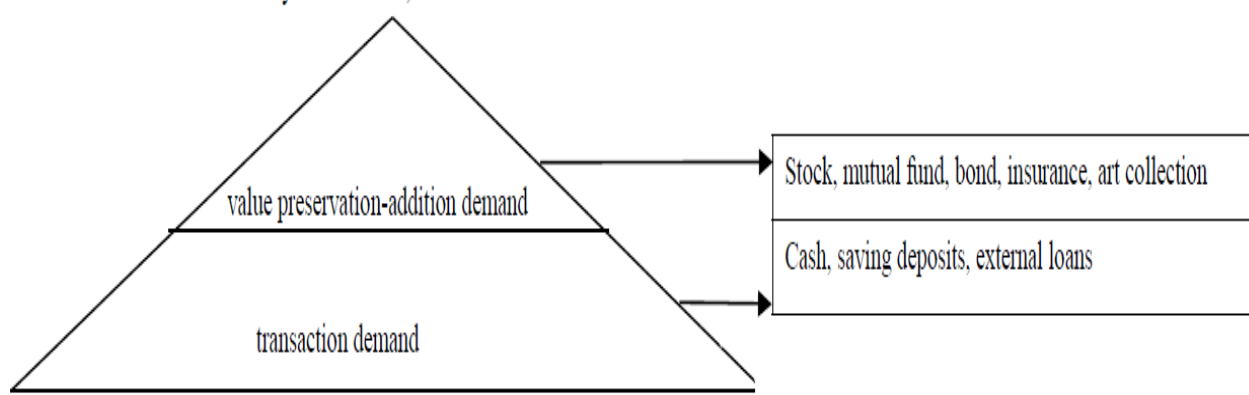 Stock, mutual fund, bond, insurance, art collection
value preservation-addition demand
Cash, saving deposits, external loans
transaction demand